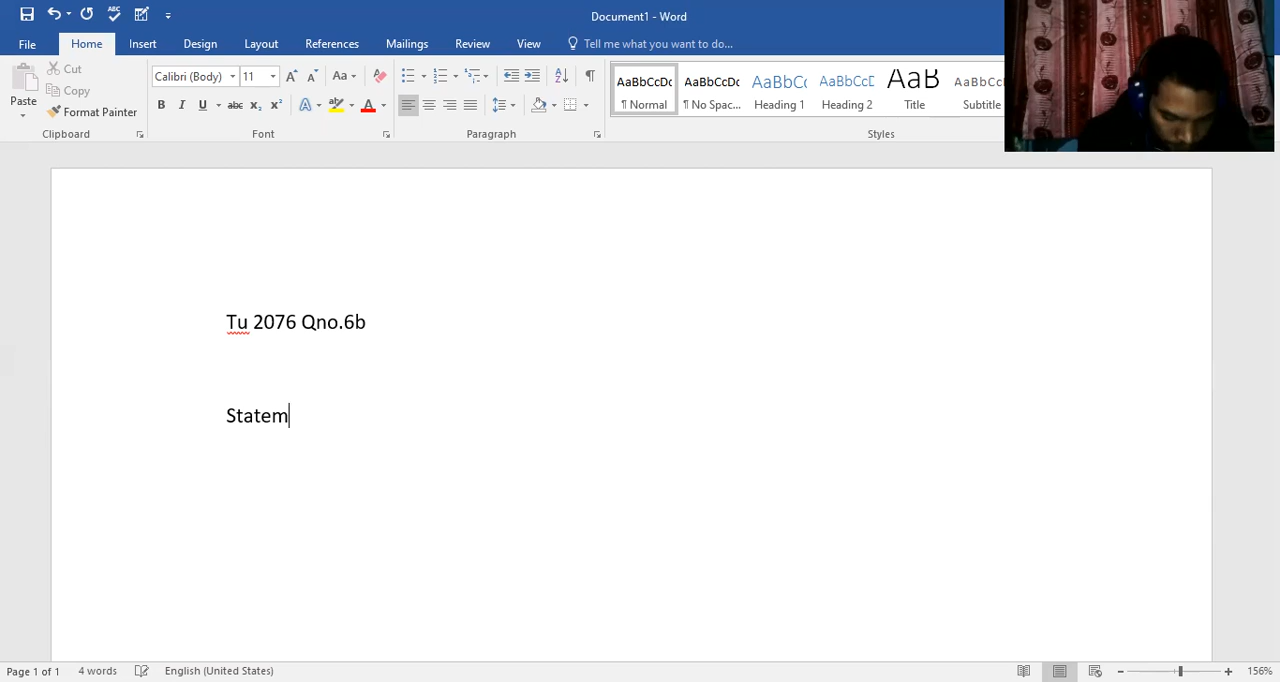 Document1 - Word
File Home Insert Design Layout References Mailings Review View Tell me what you want to do...
Paste
Cut
Copy
Format Painter
Clipboard
Calibri (Body) 11
Font
Paragraph
AaBbCcDc AaBbCcDc AaBbCc AaBbCcD AaB
¶ Normal ¶ No Spac... Heading 1 Heading 2 Title Subtitle
Styles
Tu 2076 Qno.6b
Statem
Page 1 of 1 4 words English (United States) 156%